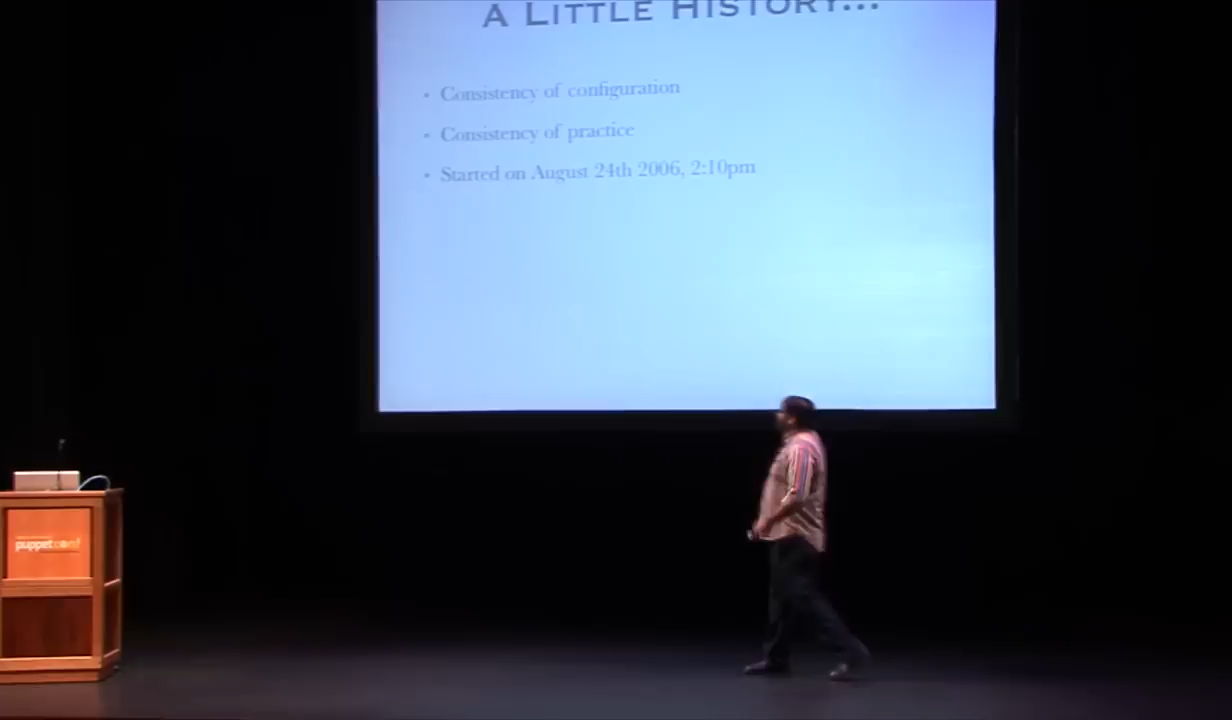 A LITTLE HISTORY...
• Consistency of configuration
• Consistency of practice
• Started on August 24th 2006, 2:10pm
puppetconf